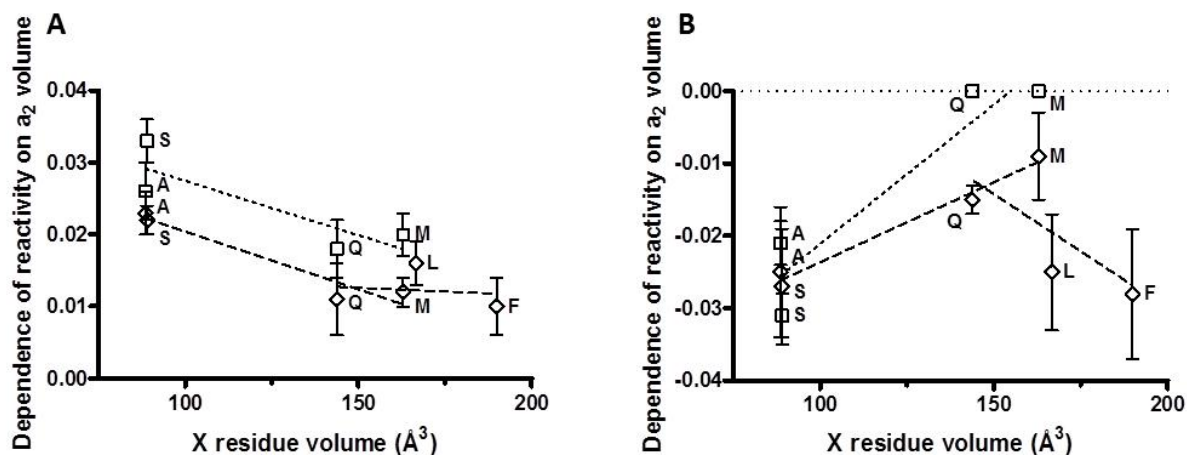 A
Dependence of reactivity on a₂ volume
0.04
0.03
0.02
0.01
0.00
S
A
A
S
Q
M
L
Q
M
F
100
150
200
X residue volume (Å³)
B
Dependence of reactivity on a₂ volume
0.00
-0.01
-0.02
-0.03
-0.04
Q
M
M
A
Q
A
L
S
F
S
100
150
200
X residue volume (Å³)